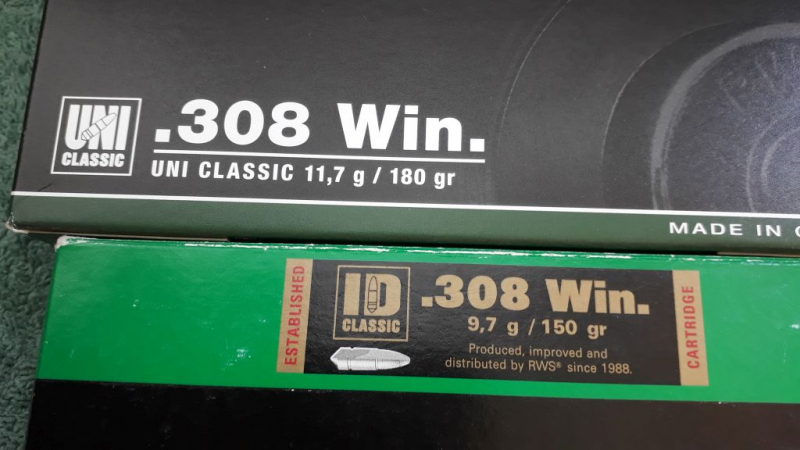 UNI
CLASSIC
.308 Win.
UNI CLASSIC 11,7 g / 180 gr
MADE IN
ESTABLISHED
ID
CLASSIC
.308 Win.
9,7 g / 150 gr
Produced, improved and
distributed by RWS® since 1988.
CARTRIDGE